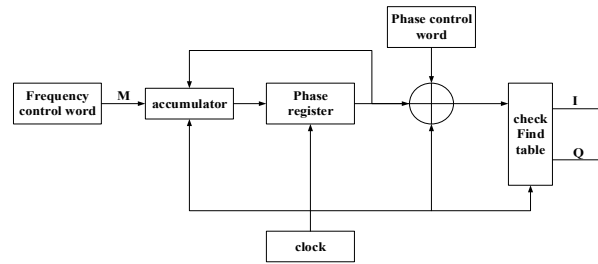 Phase control
word
Frequency
control word
M
accumulator
Phase
register
check
Find
table
I
Q
clock